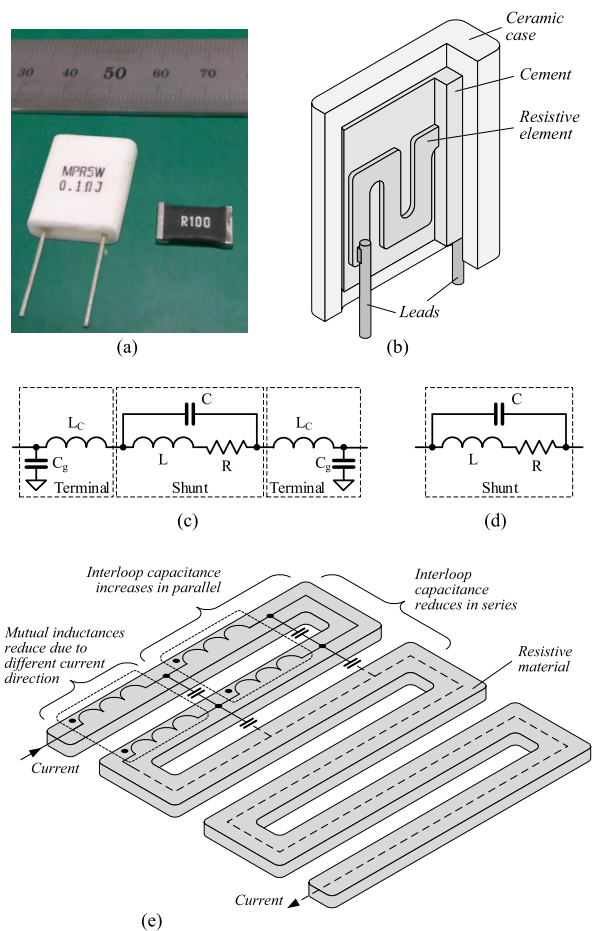 30 40 50 60 70
MPR5W
0.1ΩJ
R100
(a)
Ceramic
case
Cement
Resistive
element
Leads
(b)
L_C
C_g
Terminal
C
L
R
Shunt
L_C
C_g
Terminal
(c)
C
L
R
Shunt
(d)
Interloop capacitance
increases in parallel
Interloop
capacitance
reduces in series
Mutual inductances
reduce due to
different current
direction
Resistive
material
Current
Current
(e)